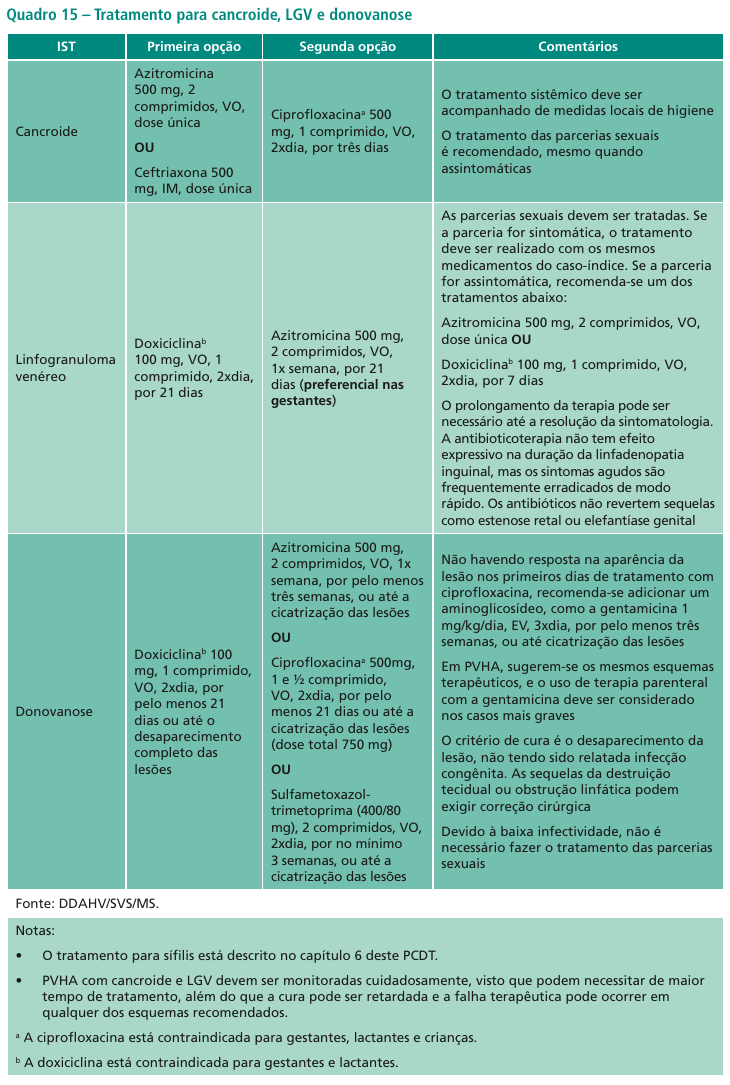 Quadro 15 – Tratamento para cancroide, LGV e donovanose
IST
Primeira opção
Segunda opção
Comentários
Cancroide
Azitromicina
500 mg, 2
comprimidos, VO,
dose única
OU
Ceftriaxona 500
mg, IM, dose única
Ciprofloxacinaᵃ 500
mg, 1 comprimido, VO,
2xdia, por três dias
O tratamento sistêmico deve ser
acompanhado de medidas locais de higiene
O tratamento das parcerias sexuais
é recomendado, mesmo quando
assintomáticas
Linfogranuloma
venéreo
Doxiciclinaᵇ
100 mg, VO, 1
comprimido, 2xdia,
por 21 dias
Azitromicina 500 mg,
2 comprimidos, VO,
1x semana, por 21
dias (preferencial nas
gestantes)
As parcerias sexuais devem ser tratadas. Se
a parceria for sintomática, o tratamento
deve ser realizado com os mesmos
medicamentos do caso-índice. Se a parceria
for assintomática, recomenda-se um dos
tratamentos abaixo:
Azitromicina 500 mg, 2 comprimidos, VO,
dose única OU
Doxiciclinaᵇ 100 mg, 1 comprimido, VO,
2xdia, por 7 dias
O prolongamento da terapia pode ser
necessário até a resolução da sintomatologia.
A antibioticoterapia não tem efeito
expressivo na duração da linfadenopatia
inguinal, mas os sintomas agudos são
frequentemente erradicados de modo
rápido. Os antibióticos não revertem sequelas
como estenose retal ou elefantíase genital
Donovanose
Doxiciclinaᵇ 100
mg, 1 comprimido,
VO, 2xdia, por
pelo menos 21
dias ou até o
desaparecimento
completo das
lesões
Azitromicina 500 mg,
2 comprimidos, VO, 1x
semana, por pelo menos
três semanas, ou até a
cicatrização das lesões
OU
Ciprofloxacinaᵃ 500mg,
1 e ½ comprimido,
VO, 2xdia, por pelo
menos 21 dias ou até a
cicatrização das lesões
(dose total 750 mg)
OU
Sulfametoxazol-
trimetoprima (400/80
mg), 2 comprimidos, VO,
2xdia, por no mínimo
3 semanas, ou até a
cicatrização das lesões
Não havendo resposta na aparência da
lesão nos primeiros dias de tratamento com
ciprofloxacina, recomenda-se adicionar um
aminoglicosídeo, como a gentamicina 1
mg/kg/dia, EV, 3xdia, por pelo menos três
semanas, ou até cicatrização das lesões
Em PVHA, sugerem-se os mesmos esquemas
terapêuticos, e o uso de terapia parenteral
com a gentamicina deve ser considerado
nos casos mais graves
O critério de cura é o desaparecimento da
lesão, não tendo sido relatada infecção
congênita. As sequelas da destruição
tecidual ou obstrução linfática podem
exigir correção cirúrgica
Devido à baixa infectividade, não é
necessário fazer o tratamento das parcerias
sexuais
Fonte: DDAHV/SVS/MS.
Notas:
• O tratamento para sífilis está descrito no capítulo 6 deste PCDT.
• PVHA com cancroide e LGV devem ser monitoradas cuidadosamente, visto que podem necessitar de maior
tempo de tratamento, além do que a cura pode ser retardada e a falha terapêutica pode ocorrer em
qualquer dos esquemas recomendados.
ᵃ A ciprofloxacina está contraindicada para gestantes, lactantes e crianças.
ᵇ A doxiciclina está contraindicada para gestantes e lactantes.